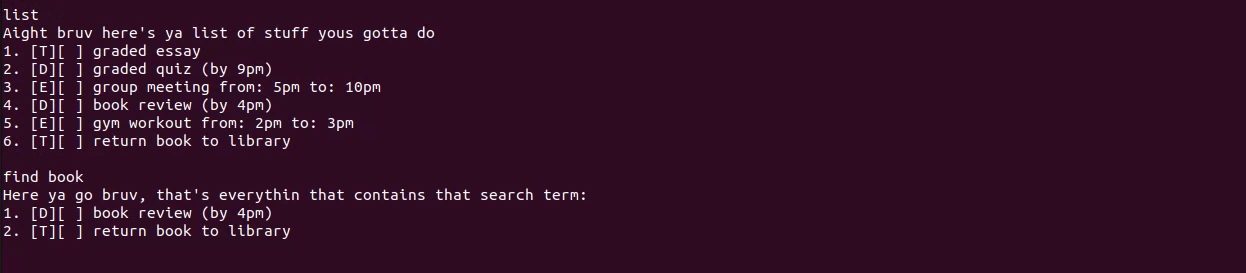 list
Aight bruv here's ya list of stuff yous gotta do
1. [T][ ] graded essay
2. [D][ ] graded quiz (by 9pm)
3. [E][ ] group meeting from: 5pm to: 10pm
4. [D][ ] book review (by 4pm)
5. [E][ ] gym workout from: 2pm to: 3pm
6. [T][ ] return book to library
find book
Here ya go bruv, that's everythin that contains that search term:
1. [D][ ] book review (by 4pm)
2. [T][ ] return book to library